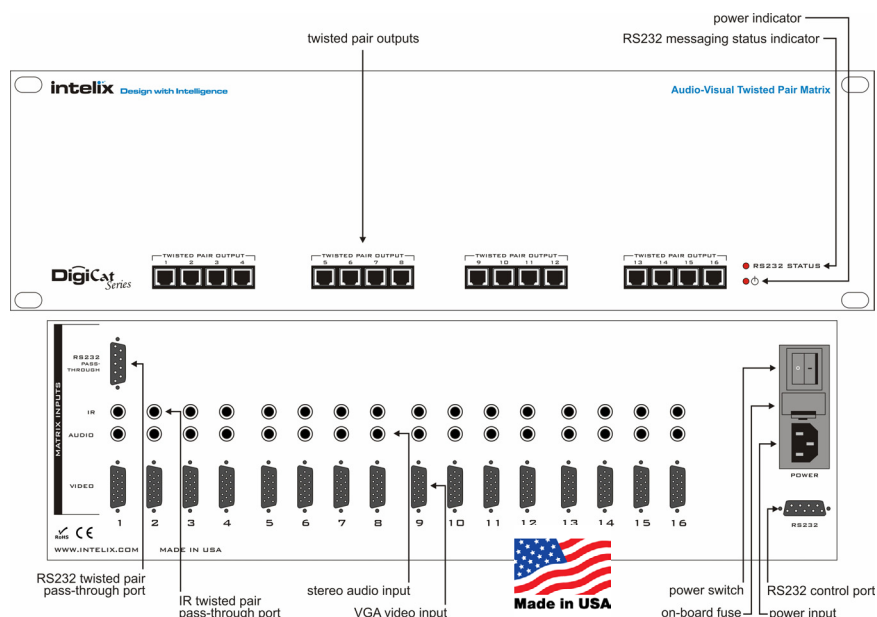 power indicator
RS232 messaging status indicator
twisted pair outputs
intelix Design with Intelligence
Audio-Visual Twisted Pair Matrix
DigiCat Series
TWISTED PAIR OUTPUT
1 2 3 4
TWISTED PAIR OUTPUT
5 6 7 8
TWISTED PAIR OUTPUT
9 10 11 12
TWISTED PAIR OUTPUT
13 14 15 16
RS232 STATUS
MATRIX INPUTS
RS232
PASS-
THROUGH
IR
AUDIO
VIDEO
1 2 3 4 5 6 7 8 9 10 11 12 13 14 15 16
POWER
RS232
RoHS CE
WWW.INTELIX.COM MADE IN USA
Made in USA
RS232 twisted pair
pass-through port
IR twisted pair
pass-through port
stereo audio input
VGA video input
power switch
on-board fuse
RS232 control port
power input